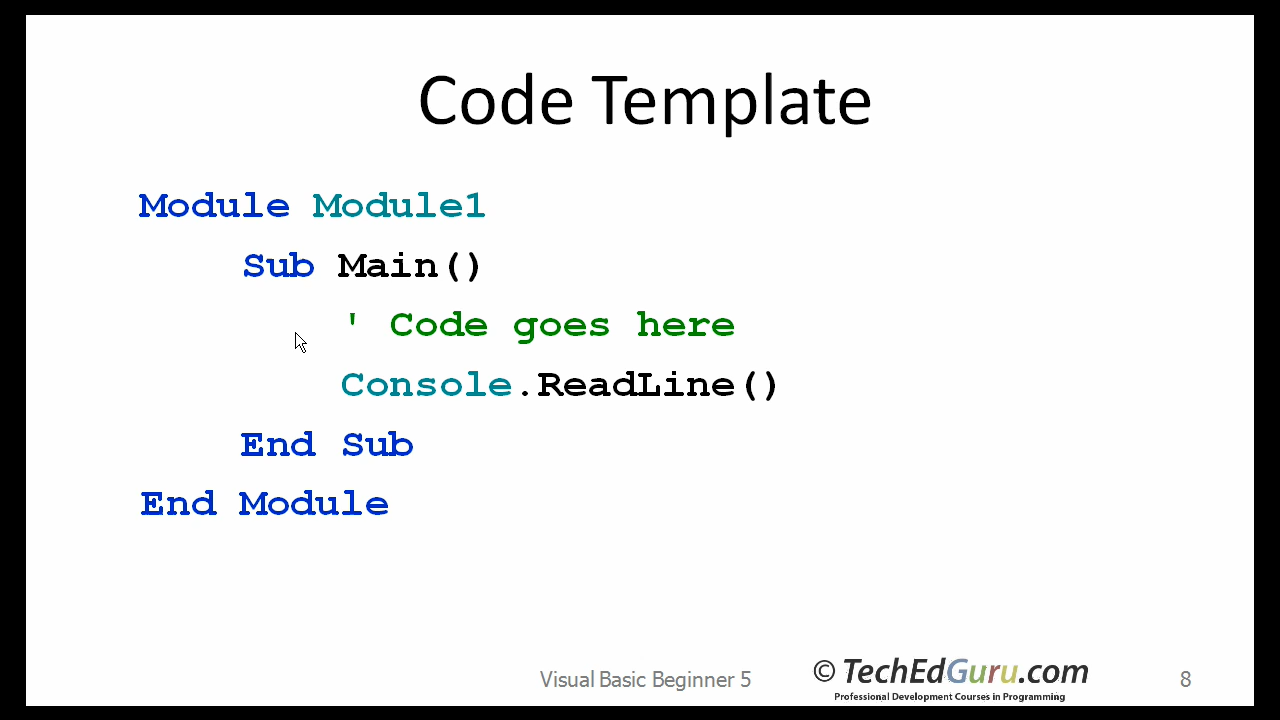 Code Template
Module Module1
Sub Main()
' Code goes here
Console.ReadLine()
End Sub
End Module
Visual Basic Beginner 5
© TechEdGuru.com
Professional Development Courses in Programming
8